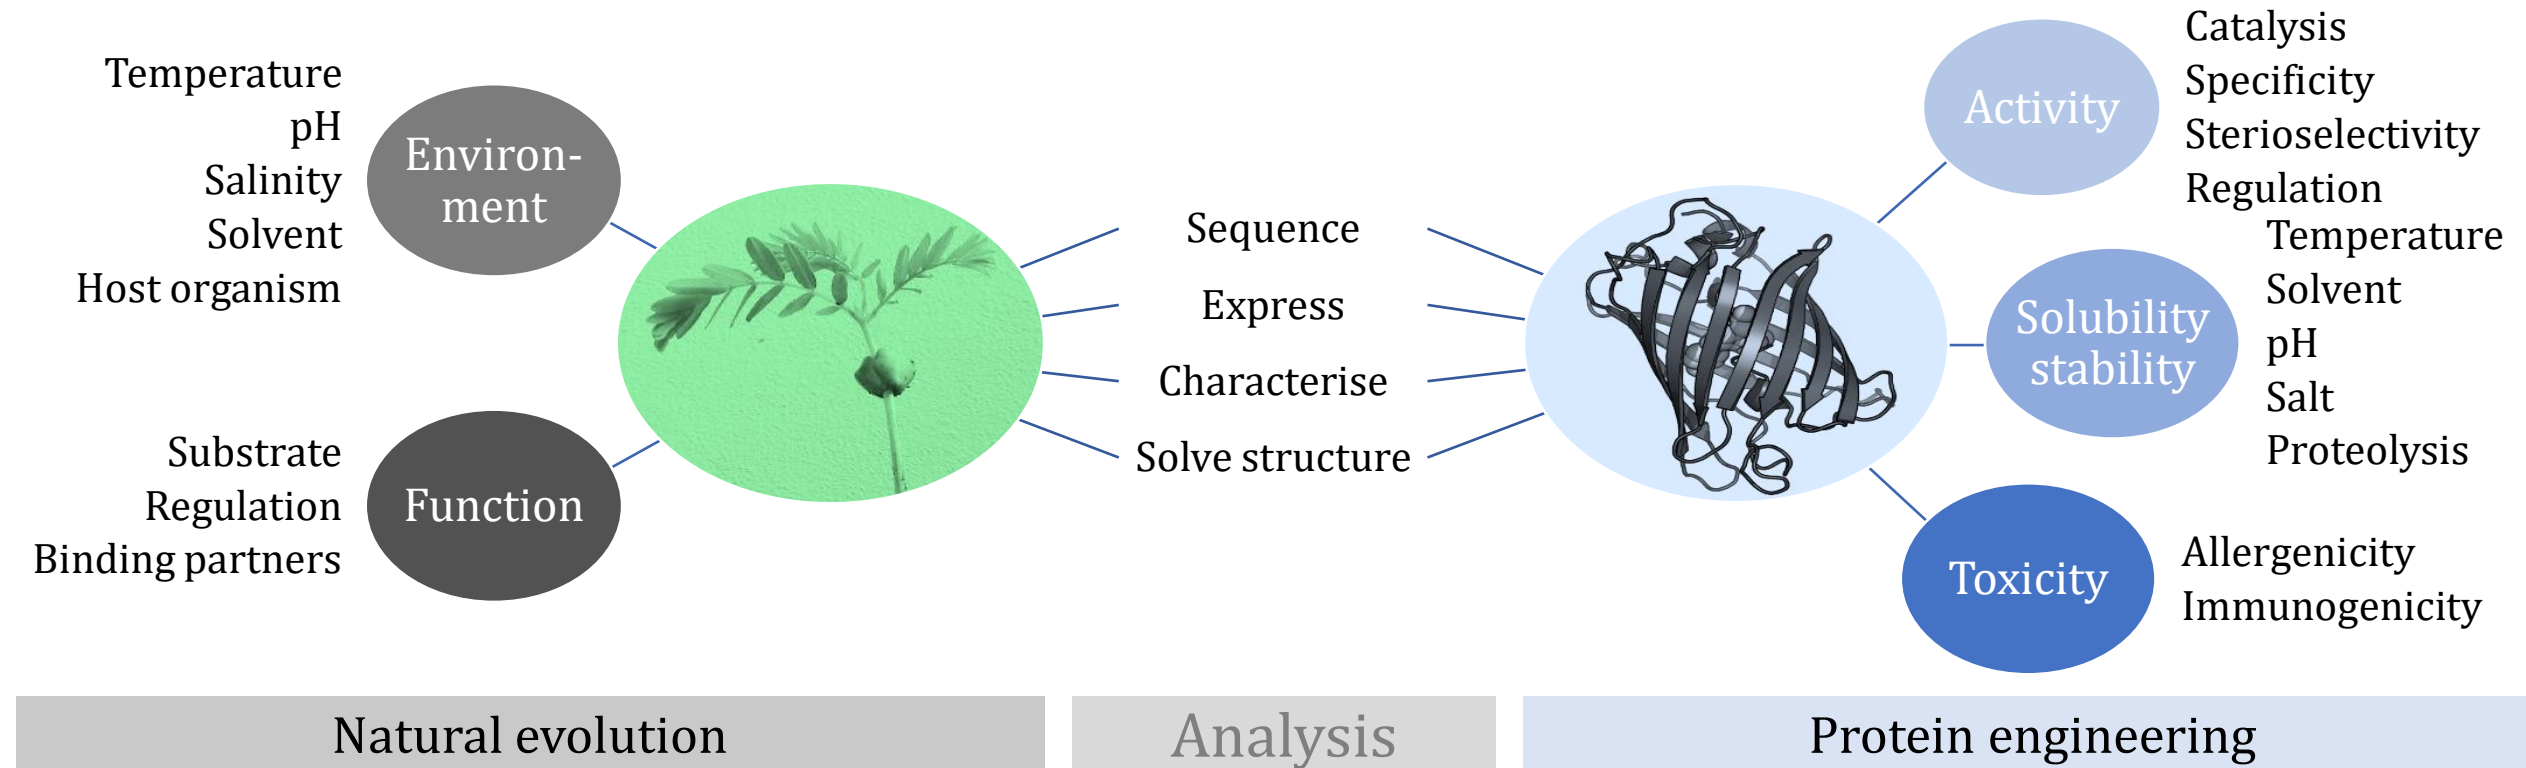 Temperature
pH
Salinity
Solvent
Host organism
Environ-
ment
Substrate
Regulation
Binding partners
Function
Sequence
Express
Characterise
Solve structure
Activity
Catalysis
Specificity
Sterioselectivity
Regulation
Solubility
stability
Temperature
Solvent
pH
Salt
Proteolysis
Toxicity
Allergenicity
Immunogenicity
Natural evolution
Analysis
Protein engineering